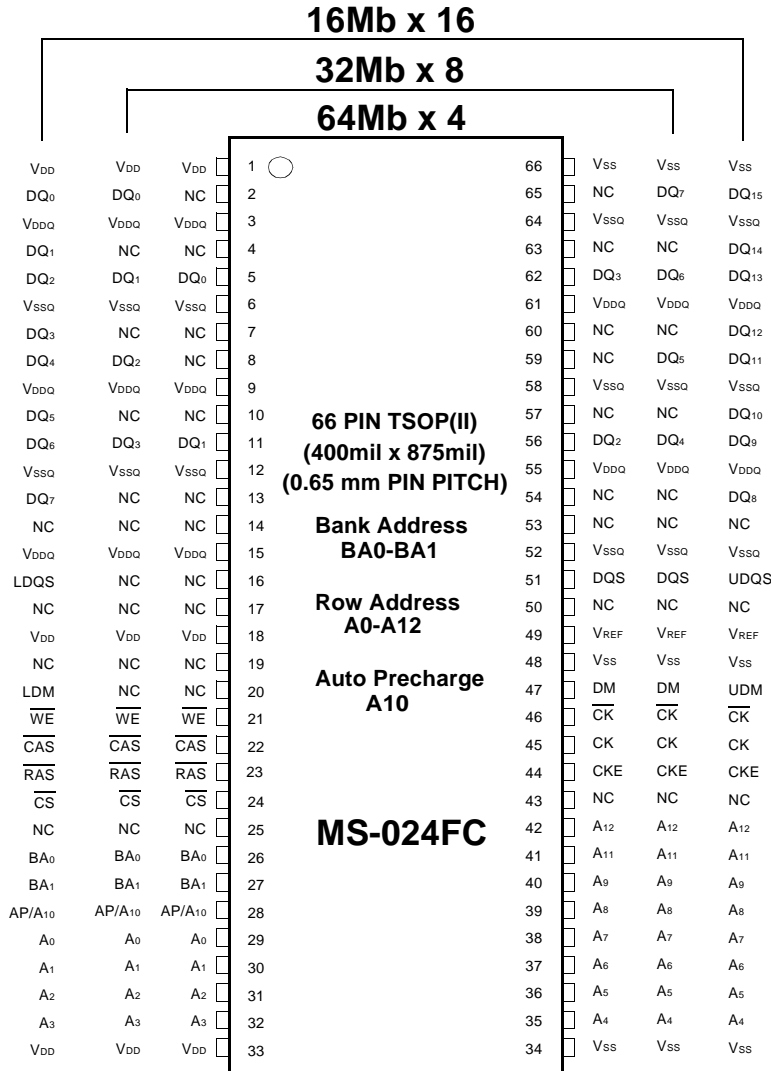 16Mb x 16
32Mb x 8
64Mb x 4
VDD VDD VDD 1 66 VSS VSS VSS
DQ0 DQ0 NC 2 65 NC DQ7 DQ15
VDDQ VDDQ VDDQ 3 64 VSSQ VSSQ VSSQ
DQ1 NC NC 4 63 NC NC DQ14
DQ2 DQ1 DQ0 5 62 DQ3 DQ6 DQ13
VSSQ VSSQ VSSQ 6 61 VDDQ VDDQ VDDQ
DQ3 NC NC 7 60 NC NC DQ12
DQ4 DQ2 NC 8 59 NC DQ5 DQ11
VDDQ VDDQ VDDQ 9 58 VSSQ VSSQ VSSQ
DQ5 NC NC 10 57 NC NC DQ10
DQ6 DQ3 DQ1 11 56 DQ2 DQ4 DQ9
VSSQ VSSQ VSSQ 12 55 VDDQ VDDQ VDDQ
DQ7 NC NC 13 54 NC NC DQ8
NC NC NC 14 53 NC NC NC
VDDQ VDDQ VDDQ 15 52 VSSQ VSSQ VSSQ
LDQS NC NC 16 51 DQS DQS UDQS
NC NC NC 17 50 NC NC NC
VDD VDD VDD 18 49 VREF VREF VREF
NC NC NC 19 48 VSS VSS VSS
LDM NC NC 20 47 DM DM UDM
WE WE WE 21 46 CK CK CK
CAS CAS CAS 22 45 CK CK CK
RAS RAS RAS 23 44 CKE CKE CKE
CS CS CS 24 43 NC NC NC
NC NC NC 25 42 A12 A12 A12
BA0 BA0 BA0 26 41 A11 A11 A11
BA1 BA1 BA1 27 40 A9 A9 A9
AP/A10 AP/A10 AP/A10 28 39 A8 A8 A8
A0 A0 A0 29 38 A7 A7 A7
A1 A1 A1 30 37 A6 A6 A6
A2 A2 A2 31 36 A5 A5 A5
A3 A3 A3 32 35 A4 A4 A4
VDD VDD VDD 33 34 VSS VSS VSS
66 PIN TSOP(II)
(400mil x 875mil)
(0.65 mm PIN PITCH)
Bank Address
BA0-BA1
Row Address
A0-A12
Auto Precharge
A10
MS-024FC